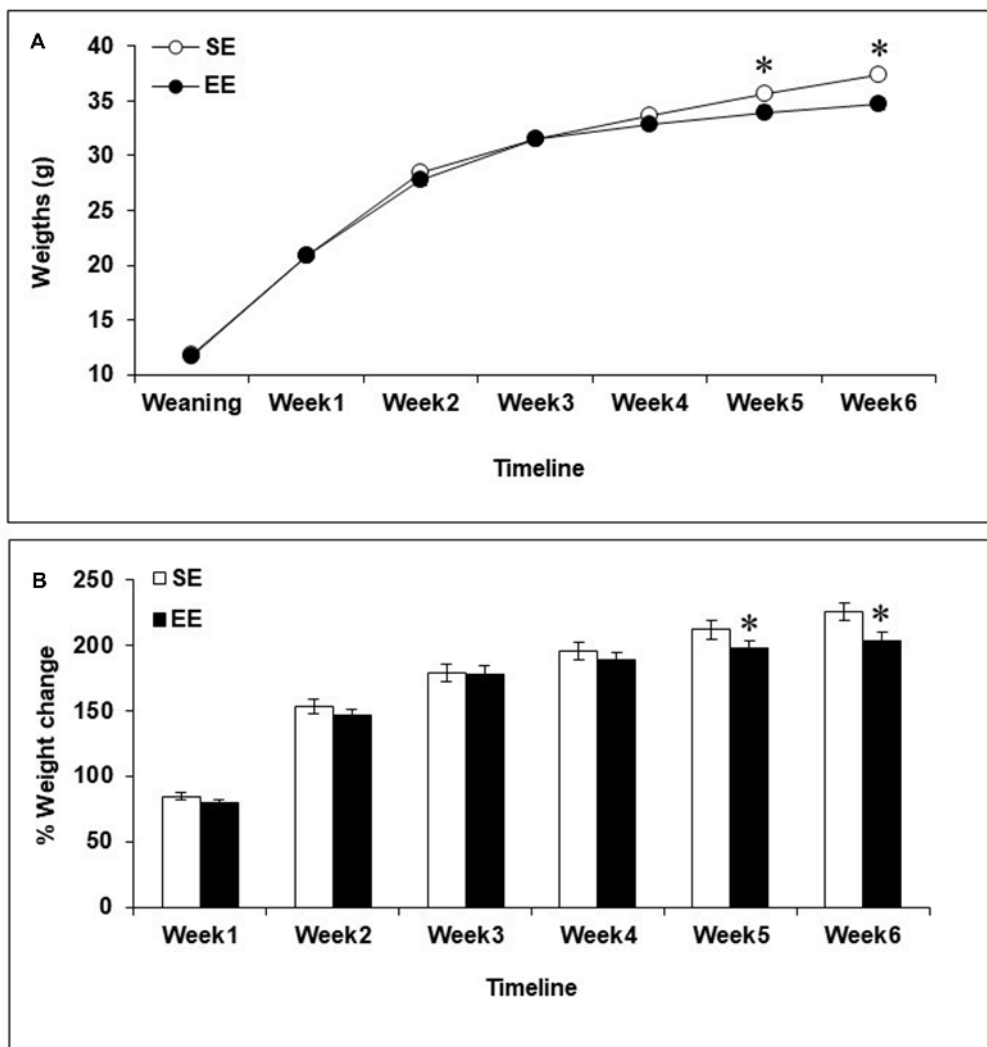 A
SE
EE
40
35
30
25
20
15
10
Weigths (g)
* *
Weaning Week1 Week2 Week3 Week4 Week5 Week6
Timeline
B
SE
EE
250
200
150
100
50
0
% Weight change
* *
Week1 Week2 Week3 Week4 Week5 Week6
Timeline